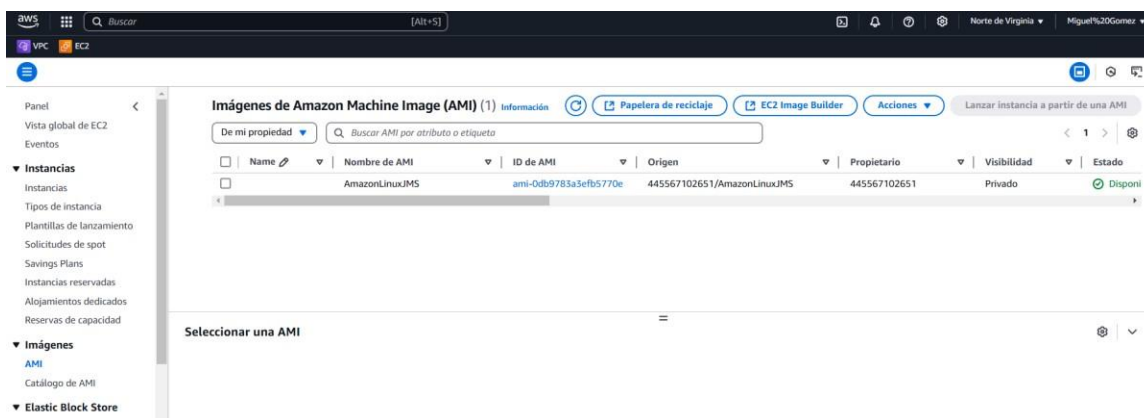 aws
Buscar
[Alt+S]
Norte de Virginia
Miguel%20Gomez
VPC
EC2
Panel
Vista global de EC2
Eventos
Instancias
Instancias
Tipos de instancia
Plantillas de lanzamiento
Solicitudes de spot
Savings Plans
Instancias reservadas
Alojamientos dedicados
Reservas de capacidad
Imágenes
AMI
Catálogo de AMI
Elastic Block Store
Imágenes de Amazon Machine Image (AMI) (1) Información
Papelera de reciclaje
EC2 Image Builder
Acciones
Lanzar instancia a partir de una AMI
De mi propiedad
Buscar AMI por atributo o etiqueta
1
Name Nombre de AMI ID de AMI Origen Propietario Visibilidad Estado
AmazonLinuxJMS ami-0db9783a3efb5770e 445567102651/AmazonLinuxJMS 445567102651 Privado Disponi
Seleccionar una AMI